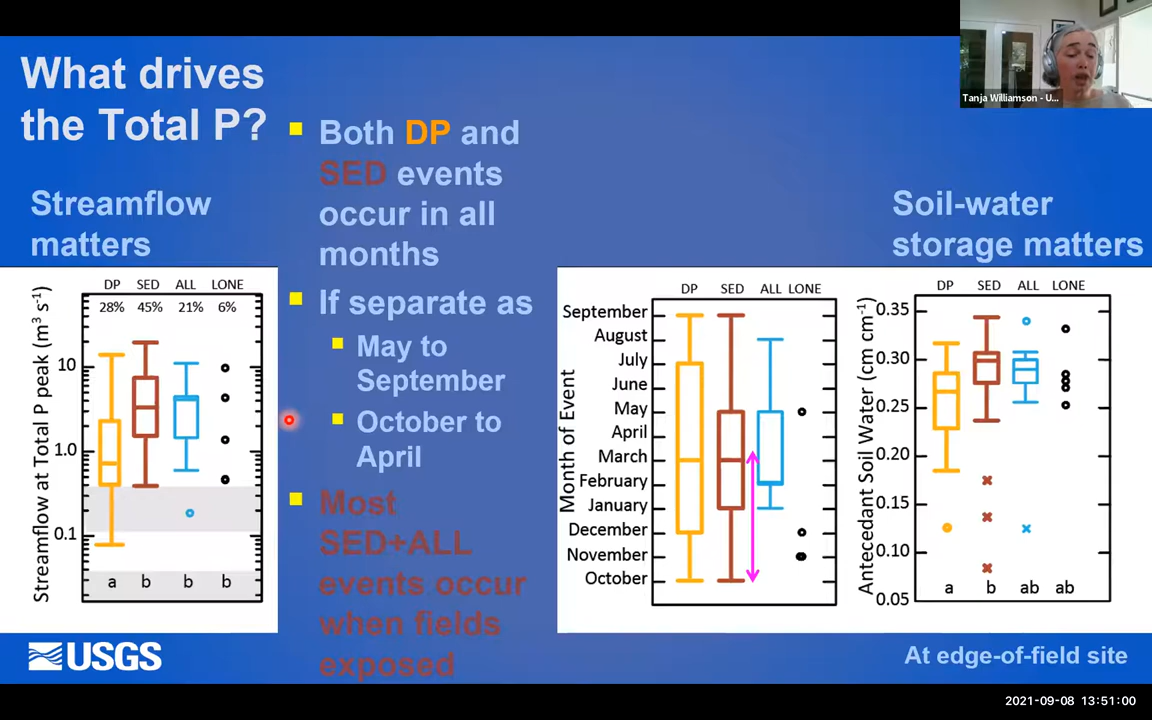 Tanja Williamson - U...
What drives
the Total P?
Both DP and
SED events
occur in all
months
If separate as
May to
September
October to
April
Most
SED+ALL
events occur
when fields
exposed
Streamflow
matters
DP SED ALL LONE
28% 45% 21% 6%
Streamflow at Total P peak (m³ s⁻¹)
10
1.0
0.1
a b b b
DP SED ALL LONE
Month of Event
September
August
July
June
May
April
March
February
January
December
November
October
Soil-water
storage matters
DP SED ALL LONE
Antecedant Soil Water (cm cm⁻¹)
0.35
0.30
0.25
0.20
0.15
0.10
0.05
a b ab ab
USGS
At edge-of-field site
2021-09-08 13:51:00